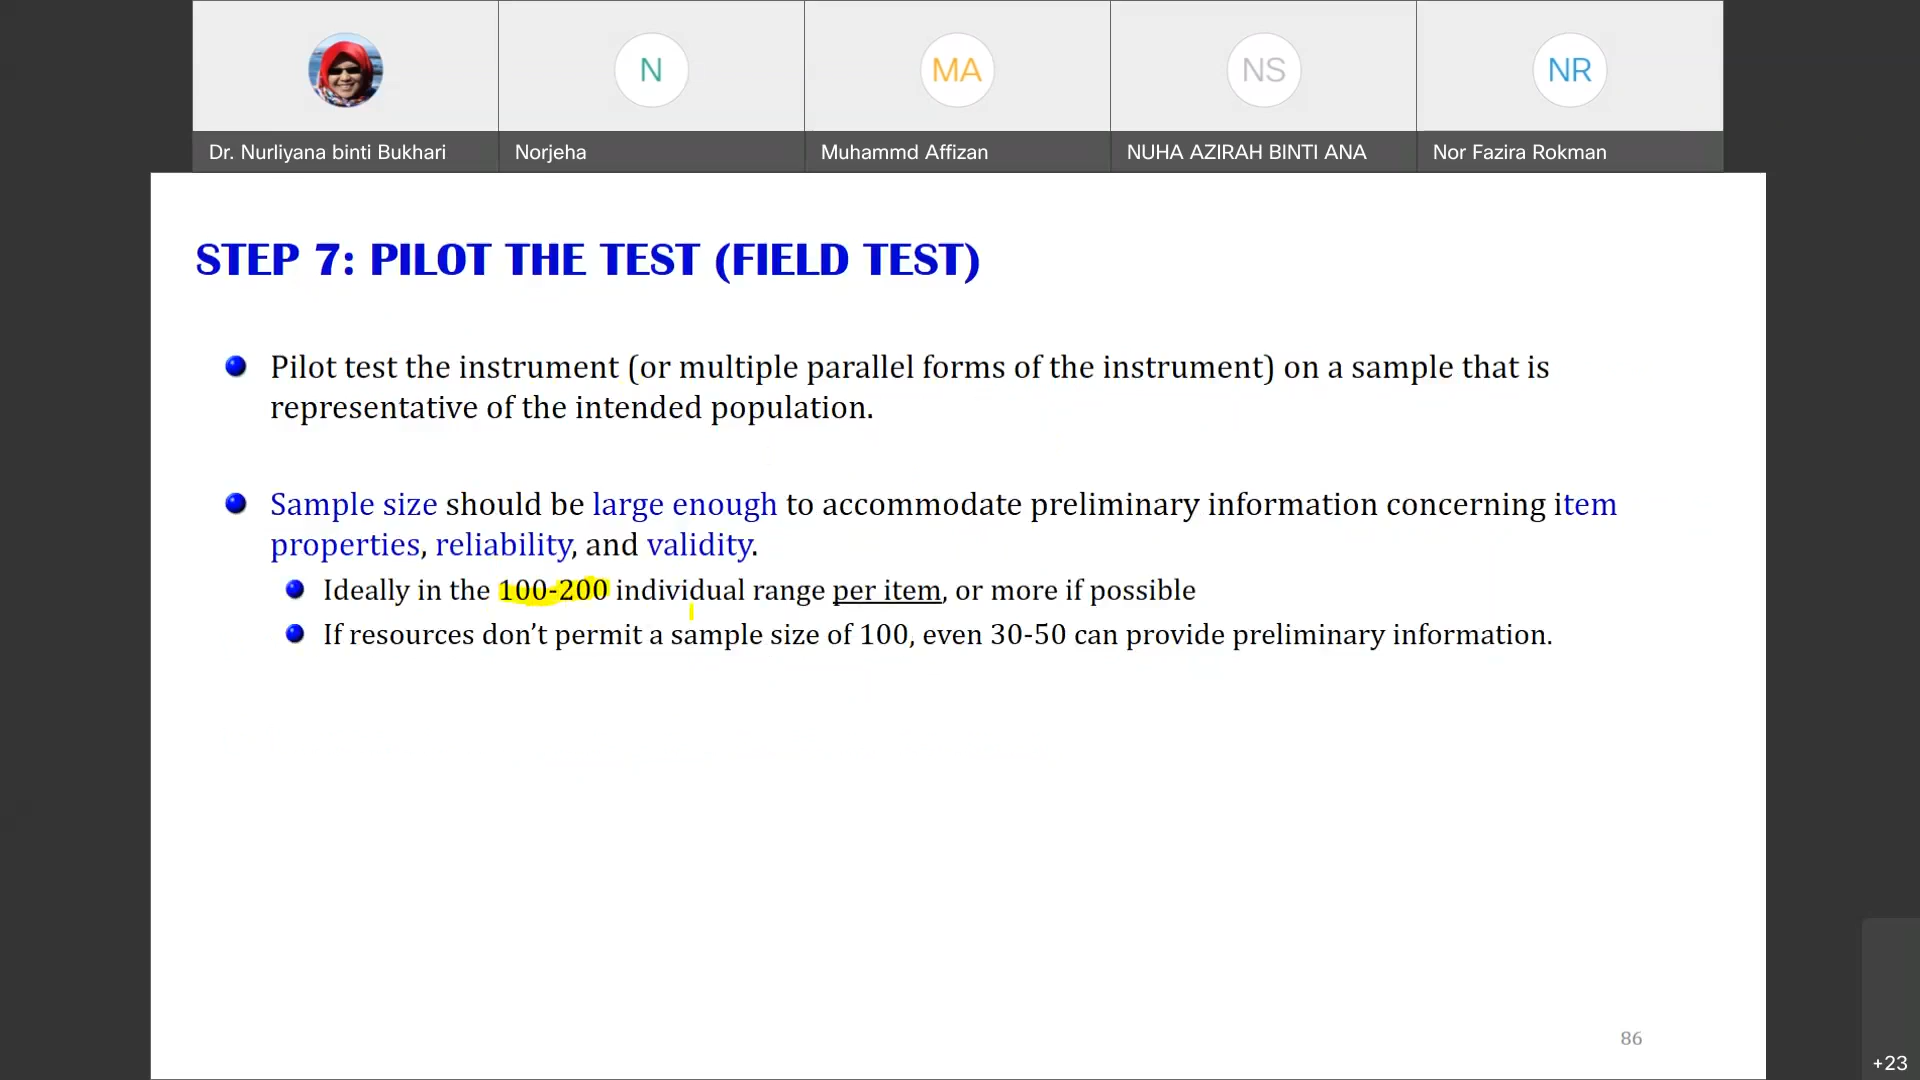 N
MA
NS
NR
Dr. Nurliyana binti Bukhari
Norjeha
Muhammd Affizan
NUHA AZIRAH BINTI ANA
Nor Fazira Rokman
STEP 7: PILOT THE TEST (FIELD TEST)
Pilot test the instrument (or multiple parallel forms of the instrument) on a sample that is
representative of the intended population.
Sample size should be large enough to accommodate preliminary information concerning item
properties, reliability, and validity.
Ideally in the 100-200 individual range per item, or more if possible
If resources don’t permit a sample size of 100, even 30-50 can provide preliminary information.
86
+23